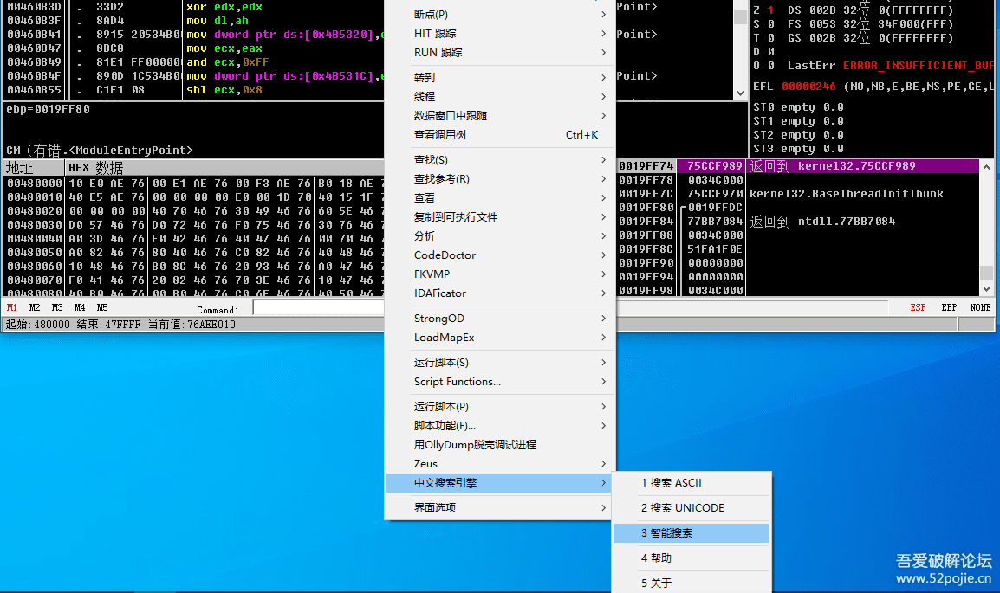 00460B3D . 33D2 xor edx,edx
00460B3F . 8AD4 mov dl,ah
00460B41 . 8915 20534B0 mov dword ptr ds:[0x4B5320],e
00460B47 . 8BC8 mov ecx,eax
00460B49 . 81E1 FF00000 and ecx,0xFF
00460B4F . 890D 1C534B0 mov dword ptr ds:[0x4B531C],e
00460B55 . C1E1 08 shl ecx,0x8
Point>
Point>
Point>
ebp=0019FF80
CM（有错.<ModuleEntryPoint>
地址 HEX 数据
00480000 10 E0 AE 76 00 E1 AE 76 00 F3 AE 76 B0 18 AE 7
00480010 40 E5 AE 76 00 00 00 00 E0 00 1D 70 40 15 1F 7
00480020 00 00 00 00 40 70 46 76 30 49 46 76 60 5E 46 7
00480030 D0 57 46 76 D0 72 46 76 F0 75 46 76 30 76 46 7
00480040 A0 3D 46 76 E0 42 46 76 40 47 46 76 00 70 46 7
00480050 A0 82 46 76 80 40 46 76 C0 82 46 76 40 48 46 7
00480060 10 48 46 76 B0 8C 46 76 20 93 46 76 A0 47 46 7
00480070 F0 41 46 76 20 82 46 76 70 3E 46 76 10 47 46 7
M1 M2 M3 M4 M5 Command:
起始:480000 结束:47FFFF 当前值:76AEE010
断点(P)
HIT 跟踪
RUN 跟踪
转到
线程
数据窗口中跟随
查看调用树 Ctrl+K
查找(S)
查找参考(R)
查看
复制到可执行文件
分析
CodeDoctor
FKVMP
IDAFicator
StrongOD
LoadMapEx
运行脚本(S)
Script Functions...
运行脚本(P)
脚本功能(F)...
用OllyDump脱壳调试进程
Zeus
中文搜索引擎
界面选项
1 搜索 ASCII
2 搜索 UNICODE
3 智能搜索
4 帮助
5 关于
Z 1 DS 002B 32位 0(FFFFFFFF)
S 0 FS 0053 32位 34F000(FFF)
T 0 GS 002B 32位 0(FFFFFFFF)
D 0
O 0 LastErr ERROR_INSUFFICIENT_BUF
EFL 00000246 (NO,NB,E,BE,NS,PE,GE,L
ST0 empty 0.0
ST1 empty 0.0
ST2 empty 0.0
ST3 empty 0.0
0019FF74 75CCF989 返回到 kernel32.75CCF989
0019FF78 0034C000
0019FF7C 75CCF970 kernel32.BaseThreadInitThunk
0019FF80 0019FFDC
0019FF84 77BB7084 返回到 ntdll.77BB7084
0019FF88 0034C000
0019FF8C 51FA1F0E
0019FF90 00000000
0019FF94 00000000
0019FF98 0034C000
ESP EBP NONE
吾爱破解论坛
www.52pojie.cn